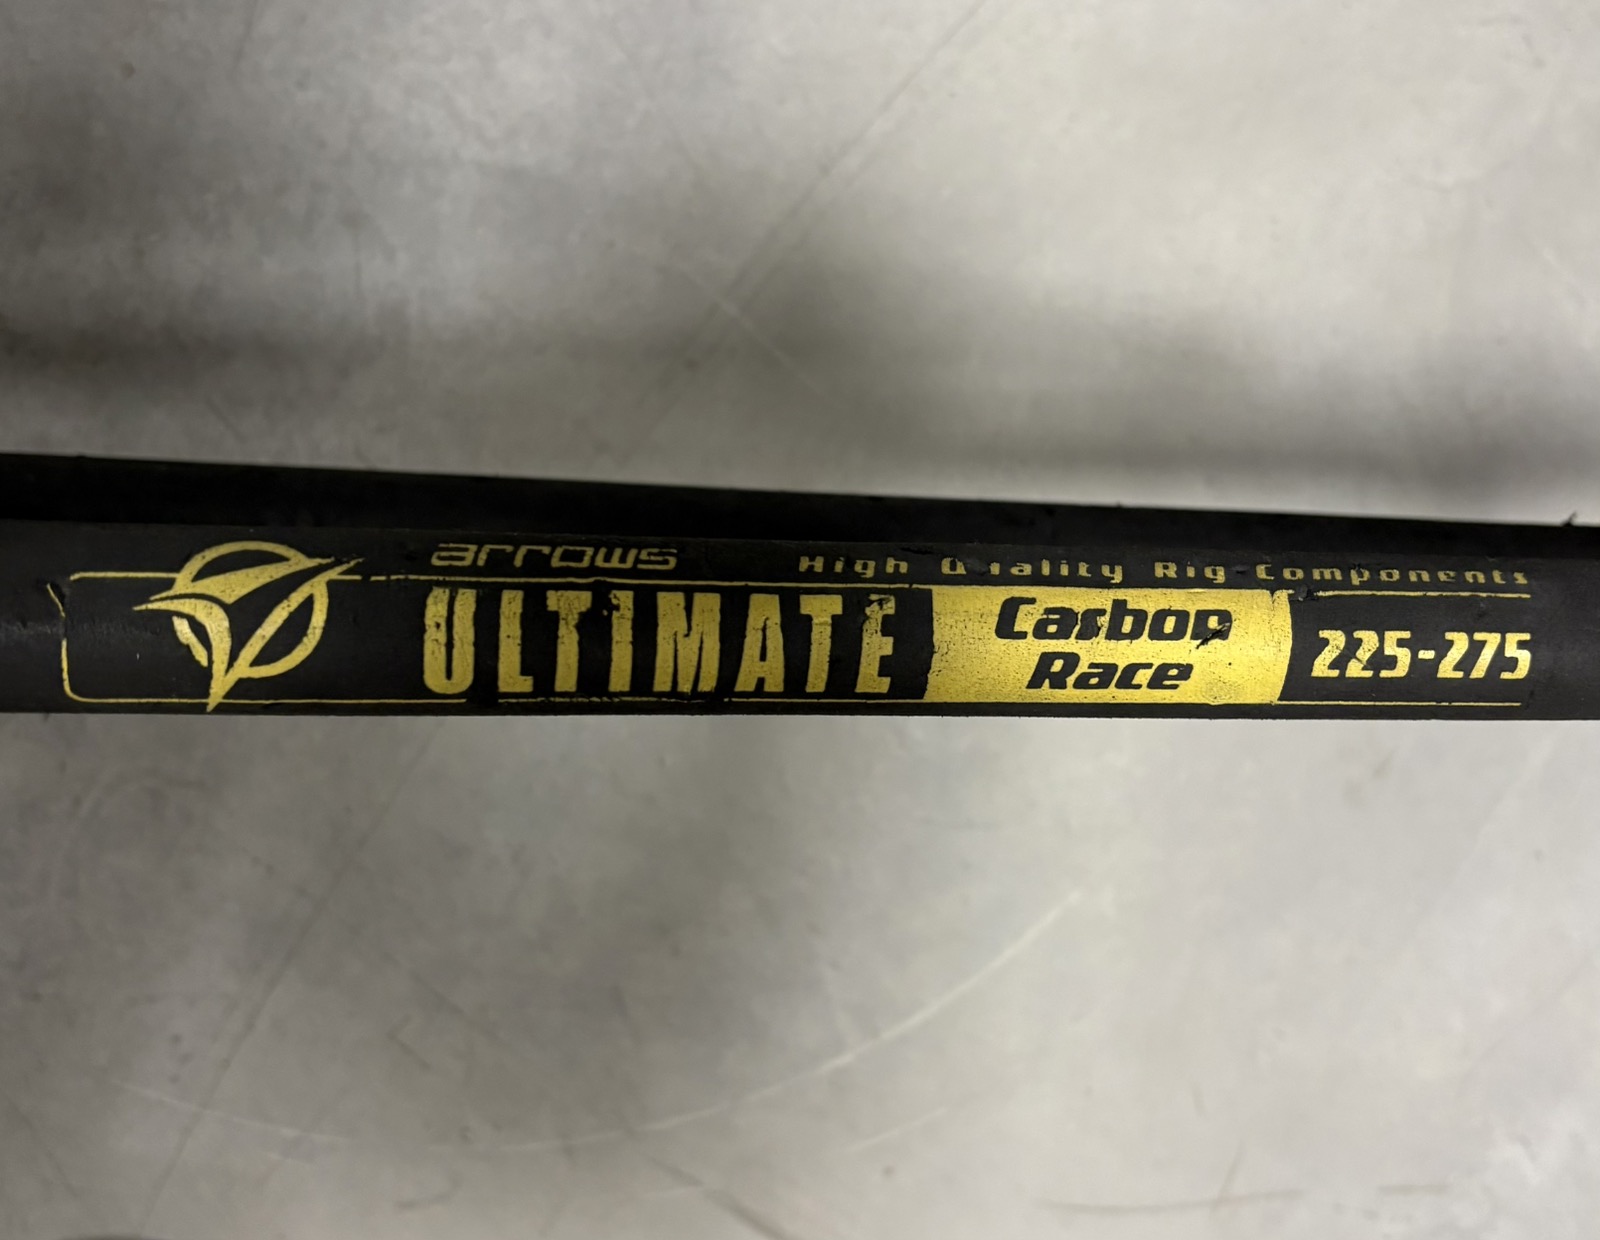 arrows High Quality Rig Components
ULTIMATE Carbon Race 225-275